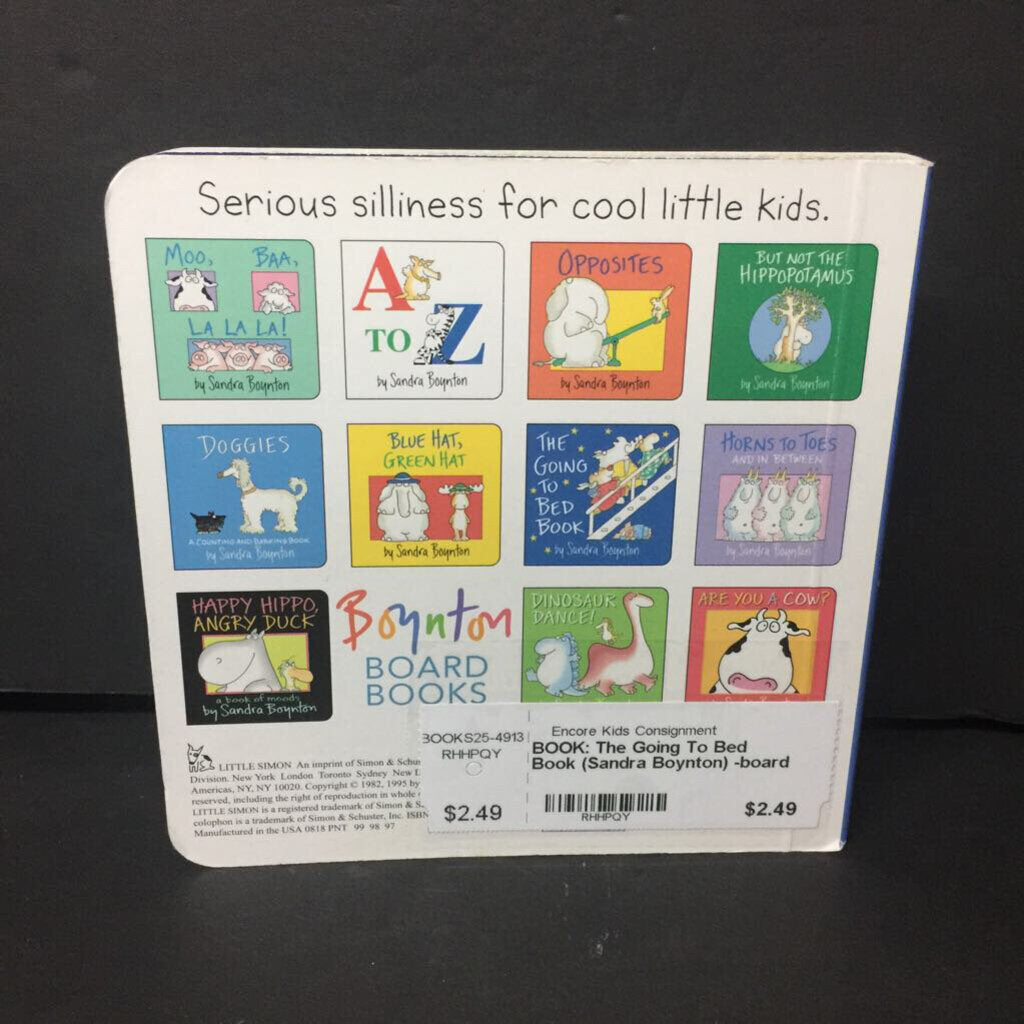 Serious silliness for cool little kids.
MOO, BAA,
LA LA LA!
by Sandra Boynton
A
TO Z
by Sandra Boynton
OPPOSITES
by Sandra Boynton
BUT NOT THE
HIPPOPOTAMUS
by Sandra Boynton
DOGGIES
A COUNTING AND BARKING BOOK
by Sandra Boynton
BLUE HAT,
GREEN HAT
by Sandra Boynton
THE
GOING
TO
BED
BOOK
by Sandra Boynton
HORNS TO TOES
AND IN BETWEEN
by Sandra Boynton
HAPPY HIPPO,
ANGRY DUCK
a book of moods
by Sandra Boynton
Boynton
BOARD
BOOKS
DINOSAUR
DANCE!
ARE YOU A COW?
LITTLE SIMON An imprint of Simon &
Division. New York London Toronto Sydney New
Americas, NY, NY 10020. Copyright © 1982, 1995 by
reserved, including the right of reproduction in whole
LITTLE SIMON is a registered trademark of Simon &
colophon is a trademark of Simon & Schuster, Inc. ISBN
Manufactured in the USA 0818 PNT 99 98 97
BOOKS25-4913
RHHPQY
$2.49
Encore Kids Consignment
BOOK: The Going To Bed
Book (Sandra Boynton) -board
RHHPQY
$2.49